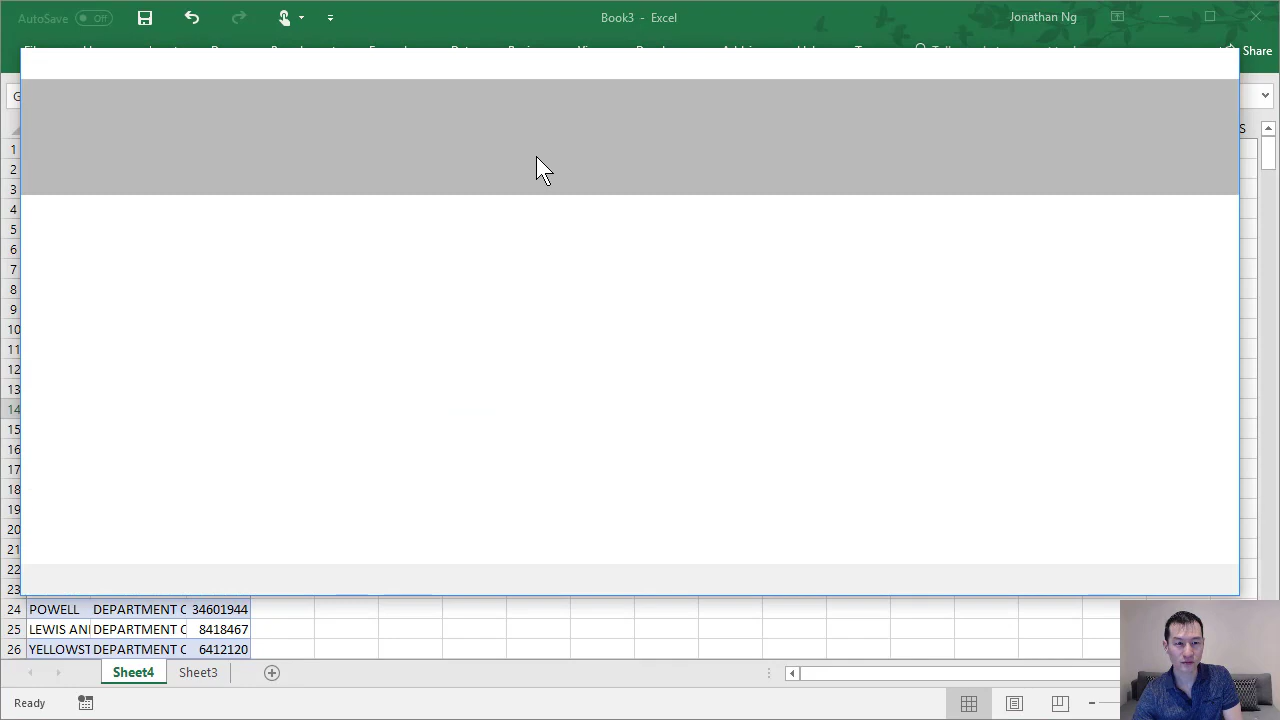 AutoSave Off Book3 - Excel Jonathan Ng
Share
S
1
2
3
4
5
6
7
8
9
10
11
12
13
14
15
16
17
18
19
20
21
22
23
24 POWELL DEPARTMENT 34601944
25 LEWIS DEPARTMENT 8418467
26 DEPARTMENT 6412120
Sheet4 Sheet3
Ready